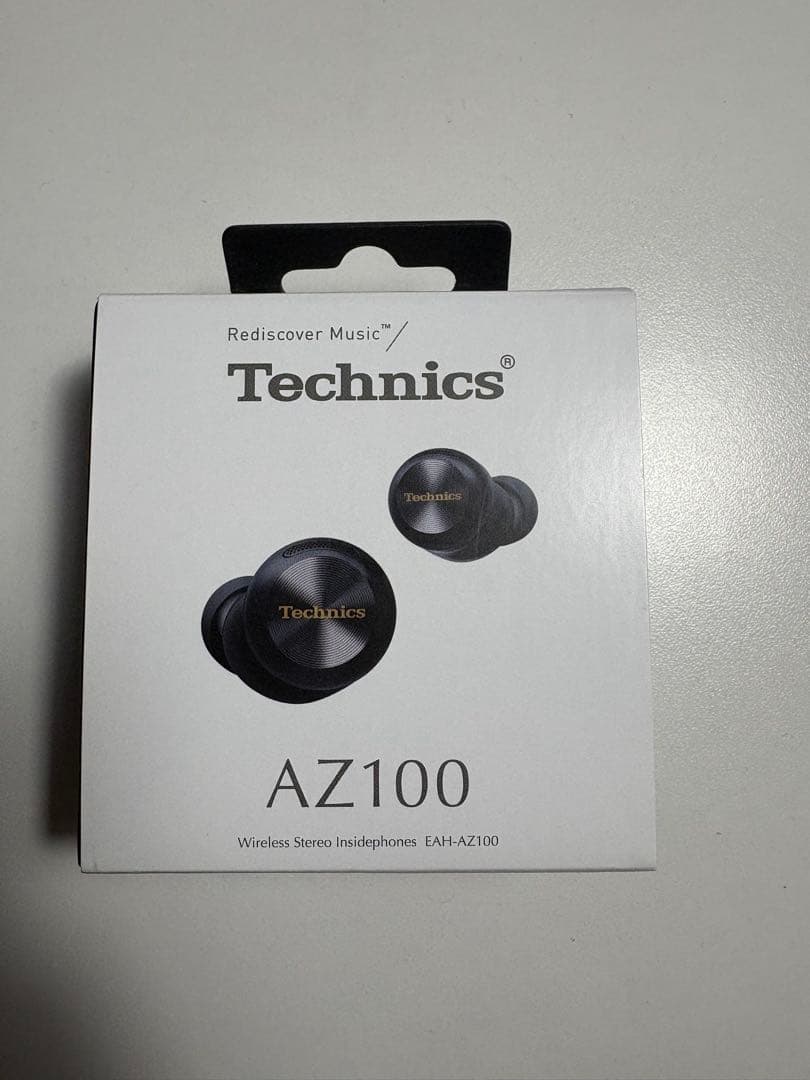 Rediscover Music™/
Technics®
Technics
Technics
AZ100
Wireless Stereo Insidephones EAH-AZ100